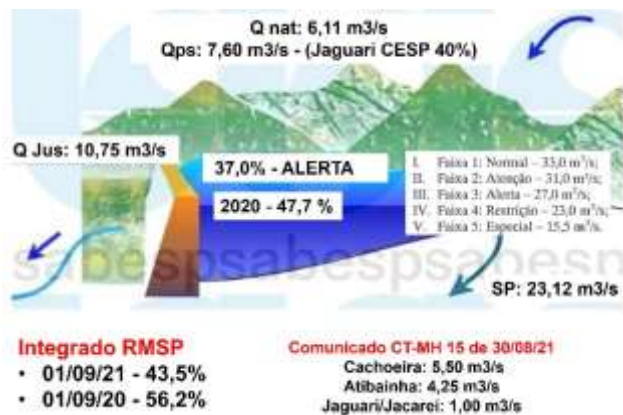 Q nat: 6,11 m3/s
Qps: 7,60 m3/s - (Jaguari CESP 40%)
Q Jus: 10,75 m3/s
37,0% - ALERTA
2020 - 47,7 %
I. Faixa 1: Normal – 33,0 m³/s;
II. Faixa 2: Atenção – 31,0 m³/s;
III. Faixa 3: Alerta – 27,0 m³/s;
IV. Faixa 4: Restrição – 23,0 m³/s;
V. Faixa 5: Especial – 15,5 m³/s.
sabespsabespsabespsabesp
SP: 23,12 m3/s
Integrado RMSP
• 01/09/21 - 43,5%
• 01/09/20 - 56,2%
Comunicado CT-MH 15 de 30/08/21
Cachoeira: 5,50 m3/s
Atibainha: 4,25 m3/s
Jaguari/Jacarei: 1,00 m3/s